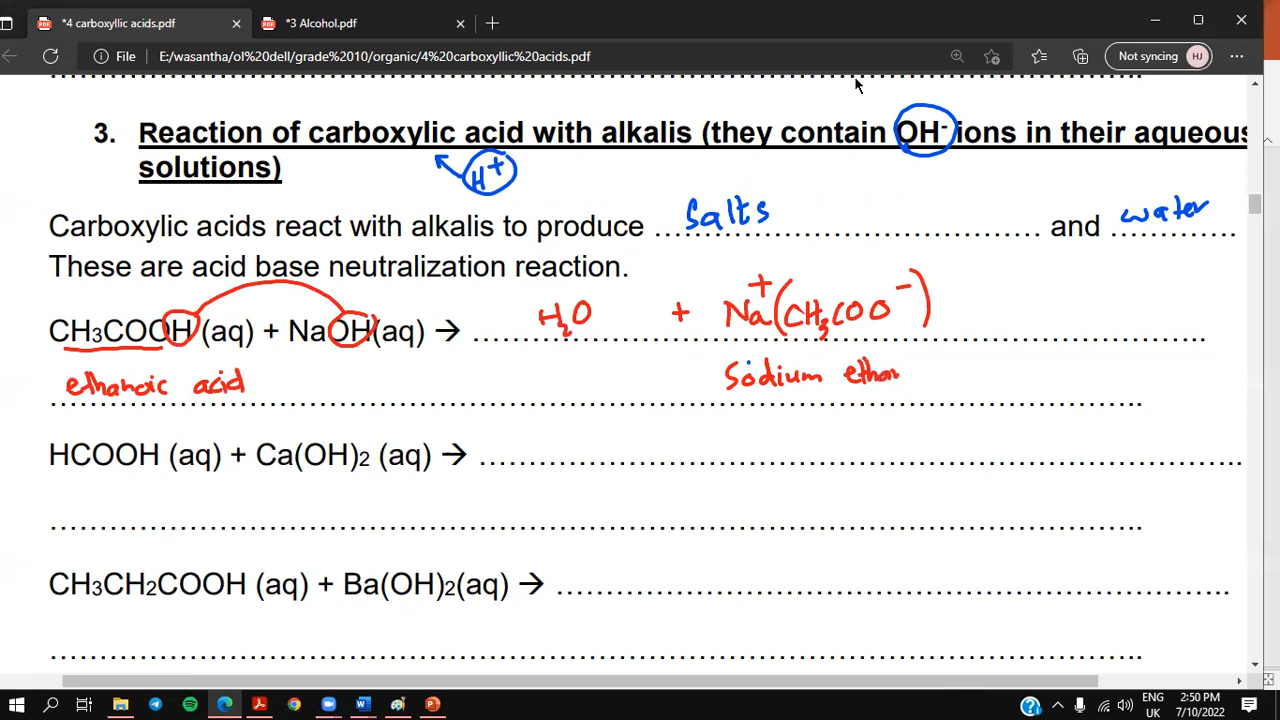 *4 carboxyllic acids.pdf
*3 Alcohol.pdf
File E:/wasantha/ol%20dell/grade%2010/organic/4%20carboxyllic%20acids.pdf Not syncing HJ
3. Reaction of carboxylic acid with alkalis (they contain OH⁻ ions in their aqueous
solutions) H⁺
Carboxylic acids react with alkalis to produce ... salts ... and ... water ...
These are acid base neutralization reaction.
CH3COOH (aq) + NaOH(aq) → H₂O + Na⁺(CH₃COO⁻)
ethanoic acid Sodium ethan
HCOOH (aq) + Ca(OH)2 (aq) → ..............................
CH3CH2COOH (aq) + Ba(OH)2(aq) → ..............................
ENG 2:50 PM
UK 7/10/2022